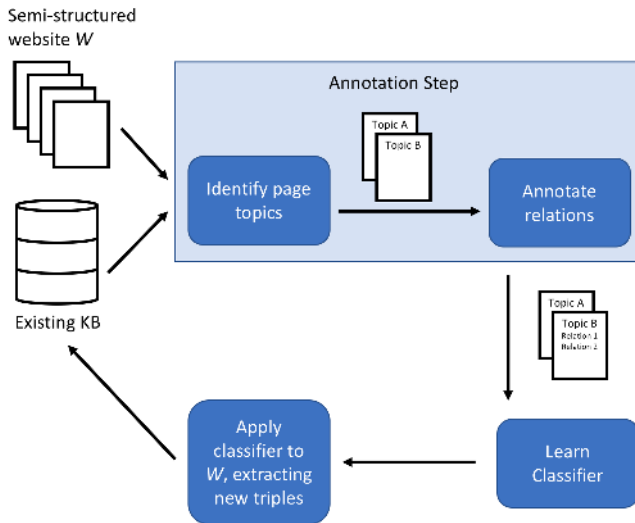 Semi-structured
website W
Annotation Step
Topic A
Topic B
Identify page
topics
Annotate
relations
Existing KB
Topic A
Topic B
Relation 1
Relation 2
Apply
classifier to
W, extracting
new triples
Learn
Classifier